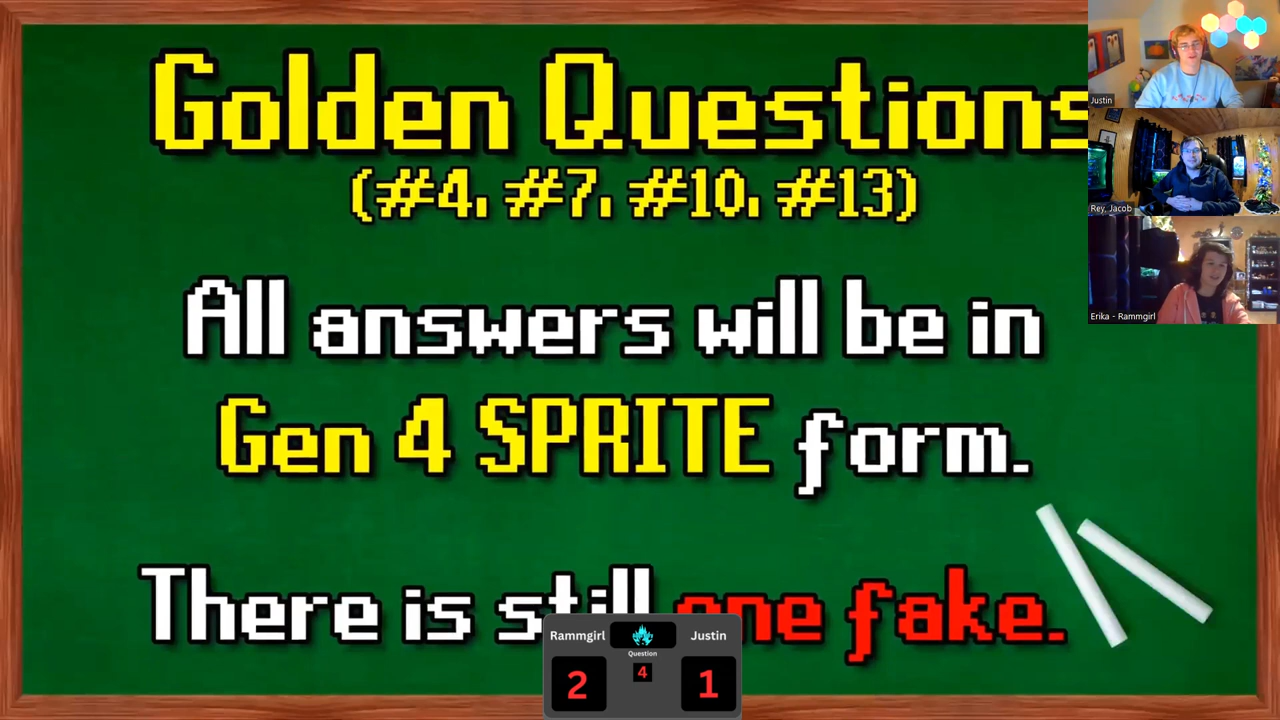 Golden Questions
(#4, #7, #10, #13)
All answers will be in
Gen 4 SPRITE form.
There is still one fake.
Justin
Rey, Jacob
Erika - Rammgirl
Rammgirl
Justin
Question
2
4
1